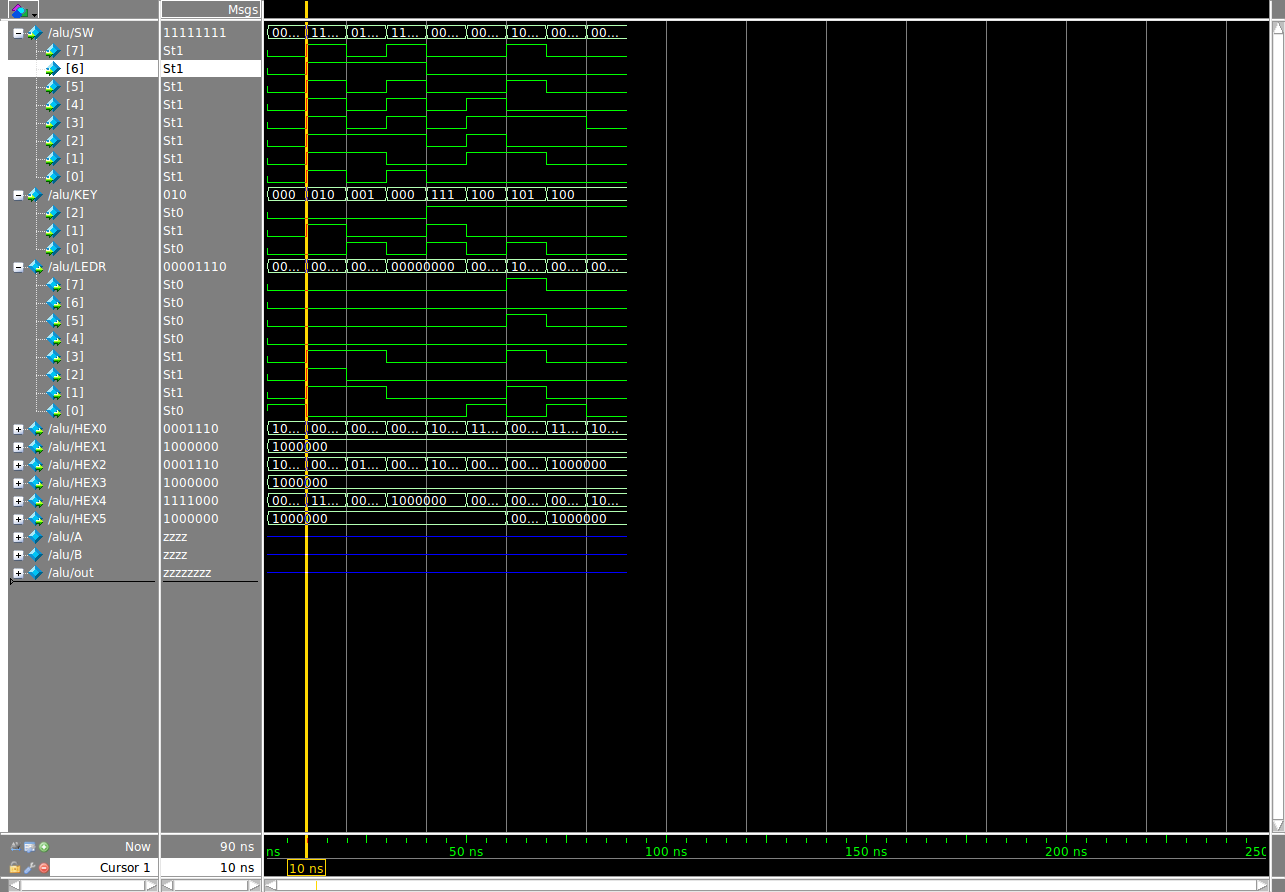 Msgs
/alu/SW 11111111 00... 11... 01... 11... 00... 00... 10... 00... 00...
[7] St1
[6] St1
[5] St1
[4] St1
[3] St1
[2] St1
[1] St1
[0] St1
/alu/KEY 010 000 010 001 000 111 100 101 100
[2] St0
[1] St1
[0] St0
/alu/LEDR 00001110 00... 00... 00... 00000000 00... 10... 00... 00...
[7] St0
[6] St0
[5] St0
[4] St0
[3] St1
[2] St1
[1] St1
[0] St0
/alu/HEX0 0001110 10... 00... 00... 00... 10... 11... 00... 11... 10...
/alu/HEX1 1000000 1000000
/alu/HEX2 0001110 10... 00... 01... 00... 10... 00... 00... 1000000
/alu/HEX3 1000000 1000000
/alu/HEX4 1111000 00... 11... 00... 1000000 00... 00... 00... 10...
/alu/HEX5 1000000 1000000 00... 1000000
/alu/A zzzz
/alu/B zzzz
/alu/out zzzzzzzz
Now 90 ns ns 50 ns 100 ns 150 ns 200 ns 250
Cursor 1 10 ns 10 ns